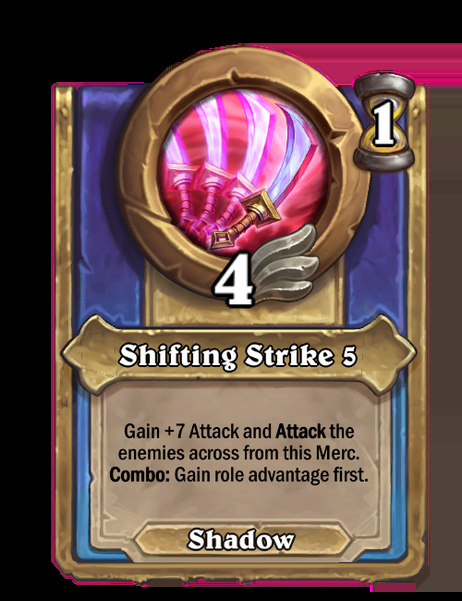 1
4
Shifting Strike 5
Gain +7 Attack and Attack the
enemies across from this Merc.
Combo: Gain role advantage first.
Shadow